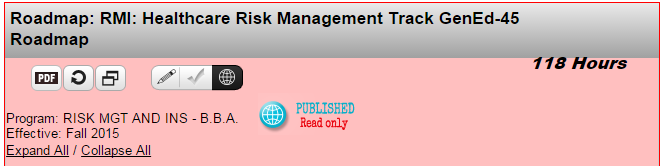 Roadmap: RMI: Healthcare Risk Management Track GenEd-45
Roadmap
118 Hours
PDF
PUBLISHED
Read only
Program: RISK MGT AND INS - B.B.A.
Effective: Fall 2015
Expand All / Collapse All